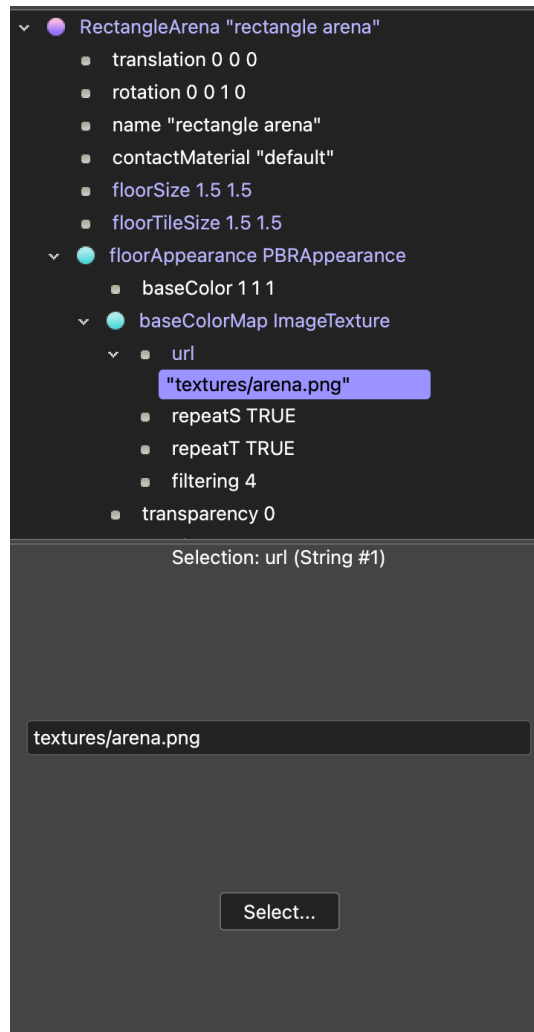 RectangleArena "rectangle arena"
translation 0 0 0
rotation 0 0 1 0
name "rectangle arena"
contactMaterial "default"
floorSize 1.5 1.5
floorTileSize 1.5 1.5
floorAppearance PBRAppearance
baseColor 1 1 1
baseColorMap ImageTexture
url
"textures/arena.png"
repeatS TRUE
repeatT TRUE
filtering 4
transparency 0
Selection: url (String #1)
textures/arena.png
Select...